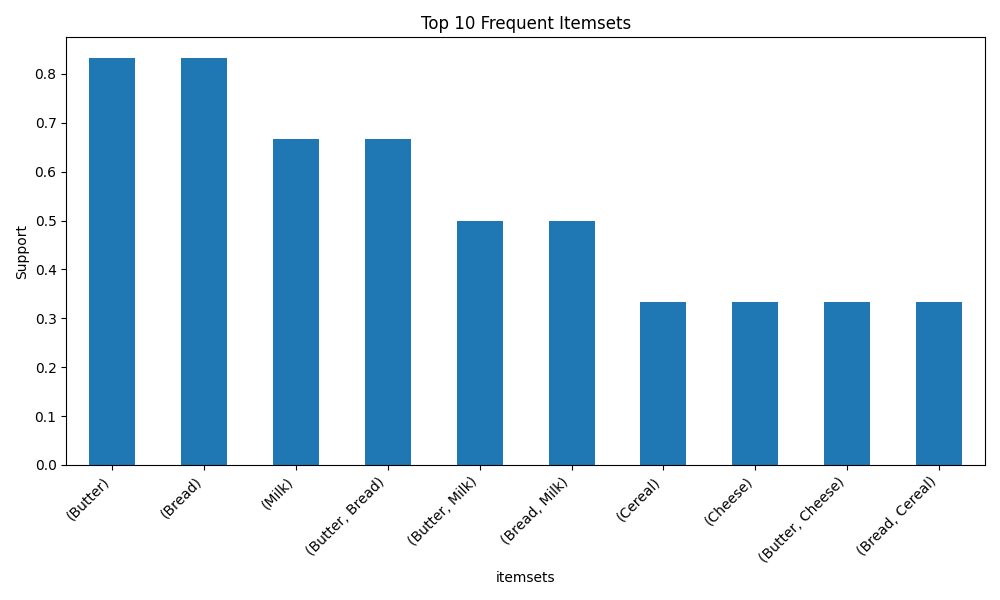 Top 10 Frequent Itemsets
Support
0.8
0.7
0.6
0.5
0.4
0.3
0.2
0.1
0.0
(Butter)
(Bread)
(Milk)
(Butter, Bread)
(Butter, Milk)
(Bread, Milk)
(Cereal)
(Cheese)
(Butter, Cheese)
(Bread, Cereal)
itemsets